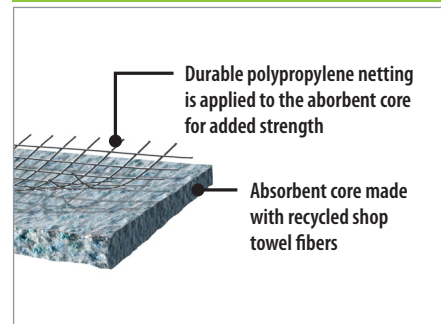 Durable polypropylene netting
is applied to the aborbent core
for added strength
Absorbent core made
with recycled shop
towel fibers